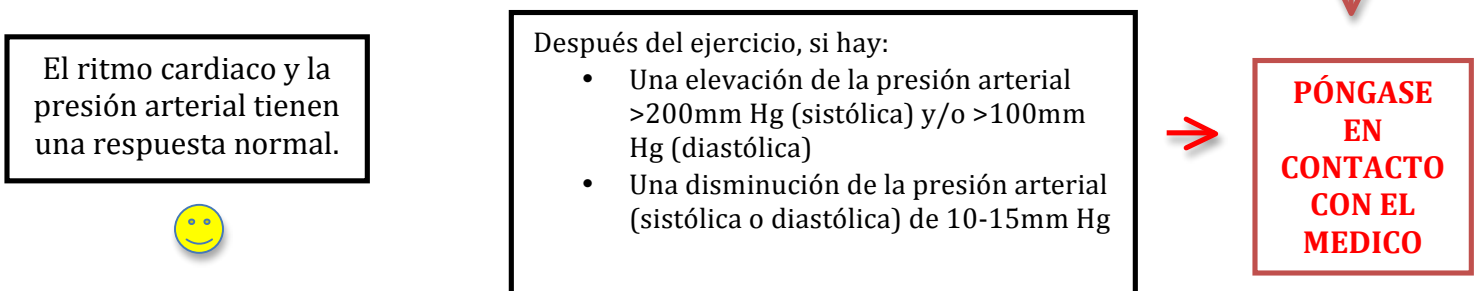 El ritmo cardiaco y la
presión arterial tienen
una respuesta normal.
Después del ejercicio, si hay:
• Una elevación de la presión arterial
>200mm Hg (sistólica) y/o >100mm
Hg (diastólica)
• Una disminución de la presión arterial
(sistólica o diastólica) de 10-15mm Hg
PÓNGASE
EN
CONTACTO
CON EL
MEDICO